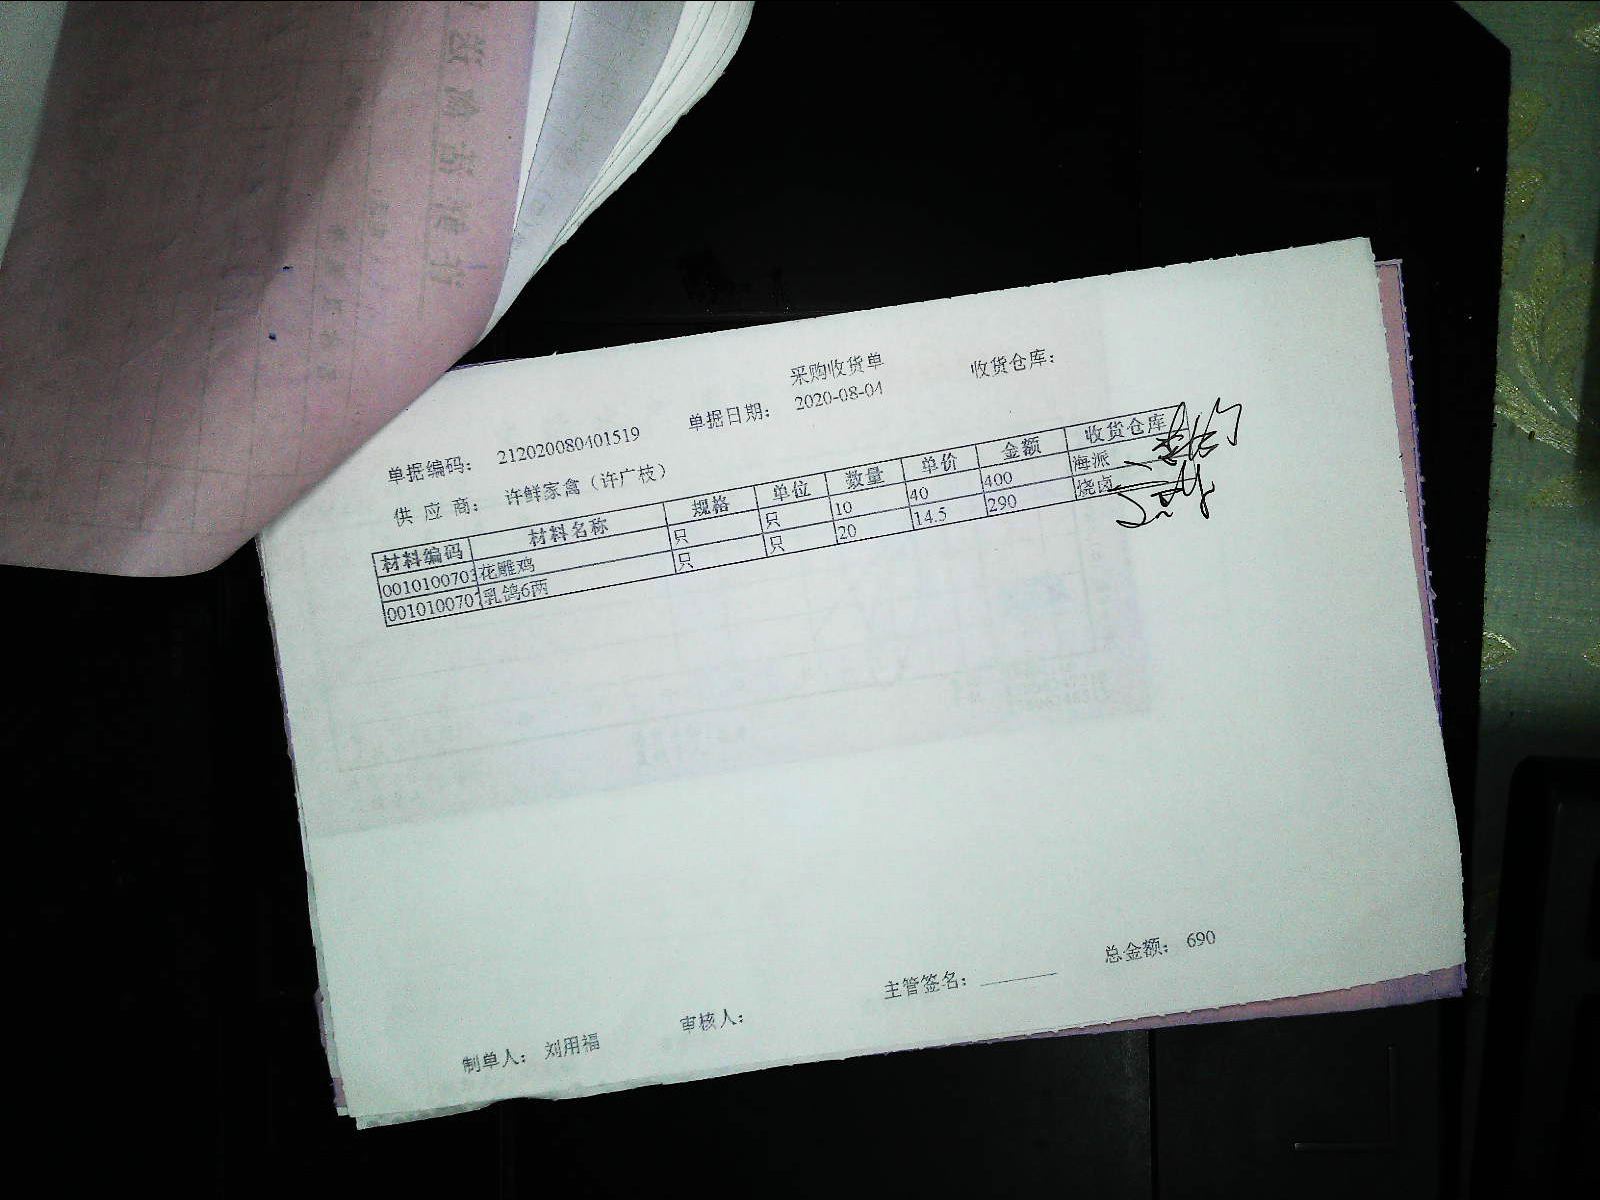 采购收货单
单据编码： 212020080401519 单据日期： 2020-08-04 收货仓库：
供 应 商： 许鲜家禽（许广枝）
材料编码 材料名称 规格 单位 数量 单价 金额 收货仓库
001010070 花雕鸡 只 只 10 40 400 海派
001010070 乳鸽6两 只 只 20 14.5 290 烧卤
总金额： 690
制单人： 刘用福 审核人： 主管签名：